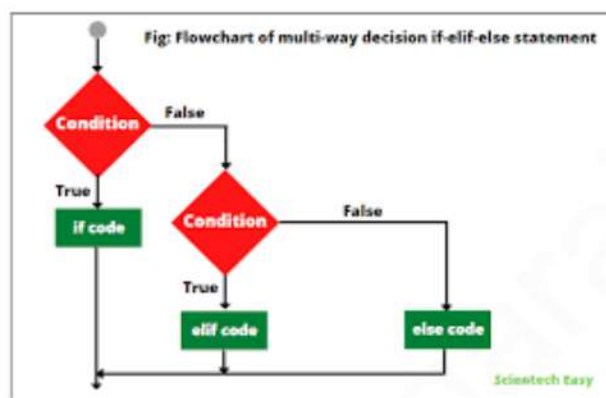 Fig: Flowchart of multi-way decision if-elif-else statement
Condition
False
True
if code
Condition
False
True
elif code
else code
Scientech Easy